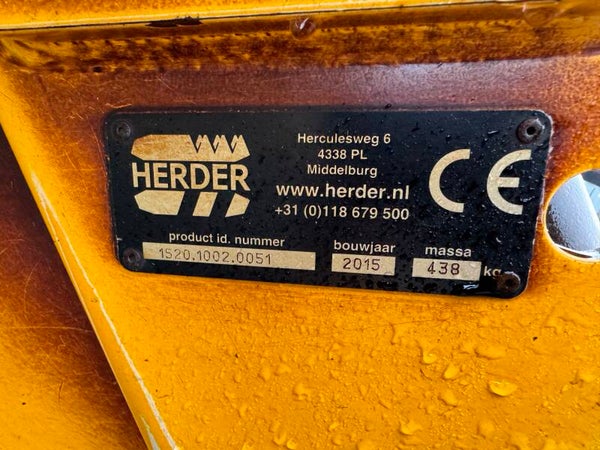 HERDER
Herculesweg 6
4338 PL
Middelburg
www.herder.nl
+31 (0)118 679 500
CE
product id. nummer
1520.1002.0051
bouwjaar
2015
massa
438 kg